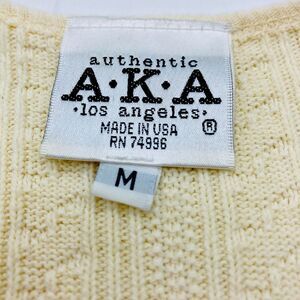 authentic
A•K•A
•los angeles•
MADE IN USA ®
RN 74996
M